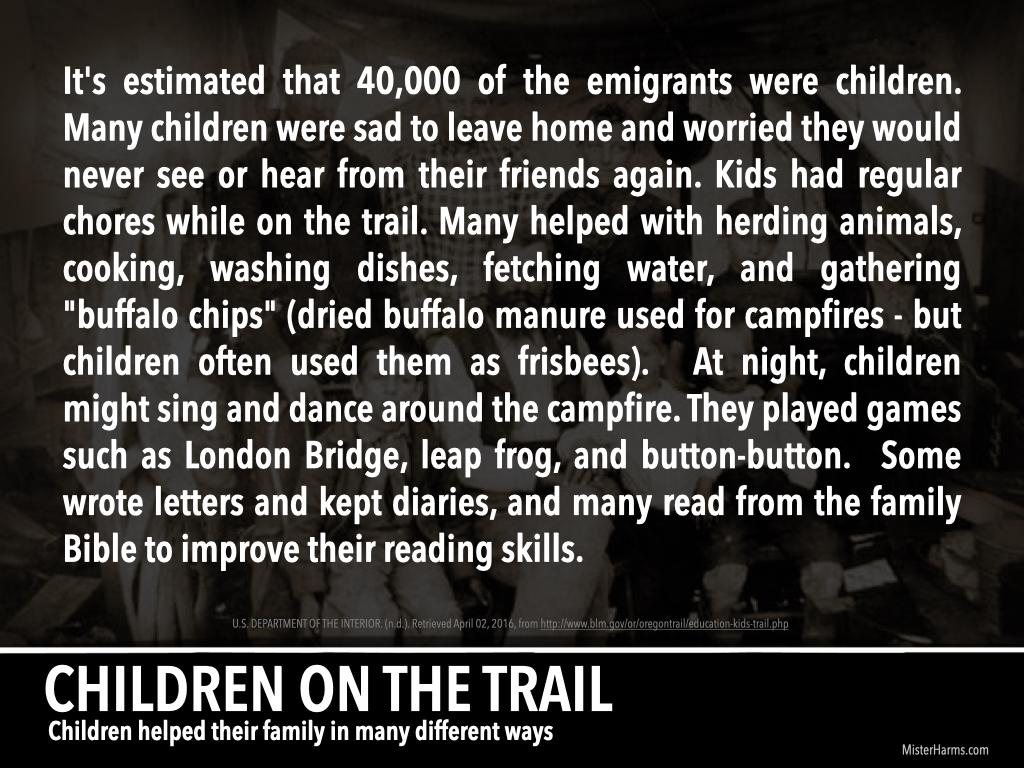 It's estimated that 40,000 of the emigrants were children.
Many children were sad to leave home and worried they would
never see or hear from their friends again. Kids had regular
chores while on the trail. Many helped with herding animals,
cooking, washing dishes, fetching water, and gathering
"buffalo chips" (dried buffalo manure used for campfires - but
children often used them as frisbees).  At night, children
might sing and dance around the campfire. They played games
such as London Bridge, leap frog, and button-button.  Some
wrote letters and kept diaries, and many read from the family
Bible to improve their reading skills.
U.S. DEPARTMENT OF THE INTERIOR. (n.d.). Retrieved April 02, 2016, from http://www.blm.gov/or/oregontrail/education-kids-trail.php
CHILDREN ON THE TRAIL
Children helped their family in many different ways
MisterHarms.com